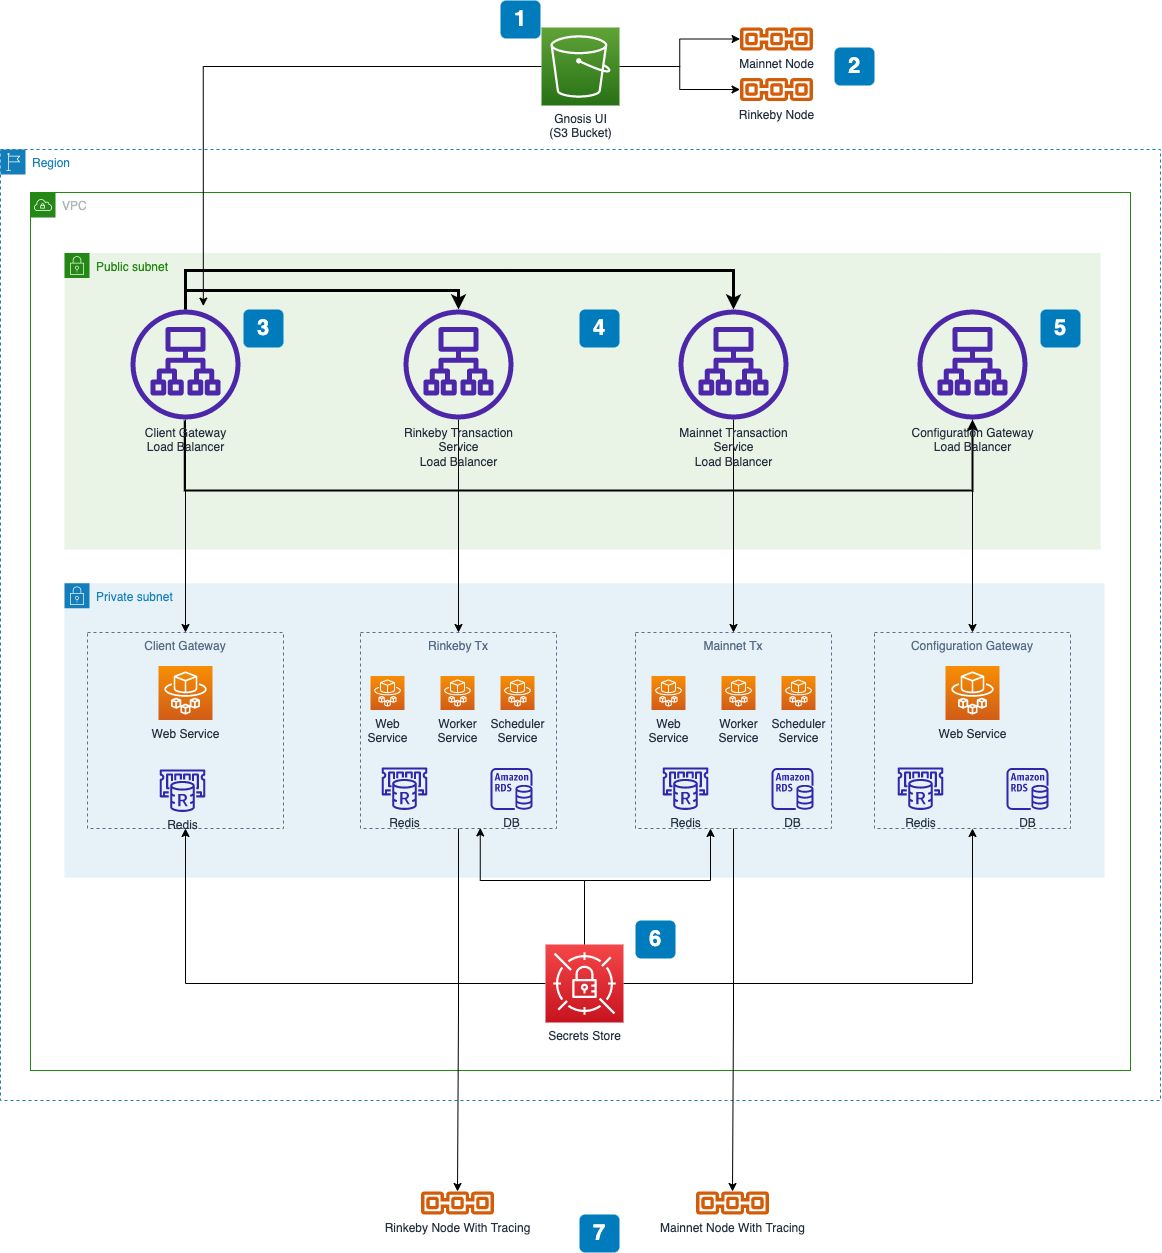 1
Mainnet Node
2
Rinkeby Node
Gnosis UI
(S3 Bucket)
Region
VPC
Public subnet
3
4
5
Client Gateway
Load Balancer
Rinkeby Transaction
Service
Load Balancer
Mainnet Transaction
Service
Load Balancer
Configuration Gateway
Load Balancer
Private subnet
Client Gateway
Web Service
R
Redis
Rinkeby Tx
Web
Service
Worker
Service
Scheduler
Service
R
Redis
Amazon
RDS
DB
Mainnet Tx
Web
Service
Worker
Service
Scheduler
Service
R
Redis
Amazon
RDS
DB
Configuration Gateway
Web Service
R
Redis
Amazon
RDS
DB
6
Secrets Store
Rinkeby Node With Tracing
7
Mainnet Node With Tracing